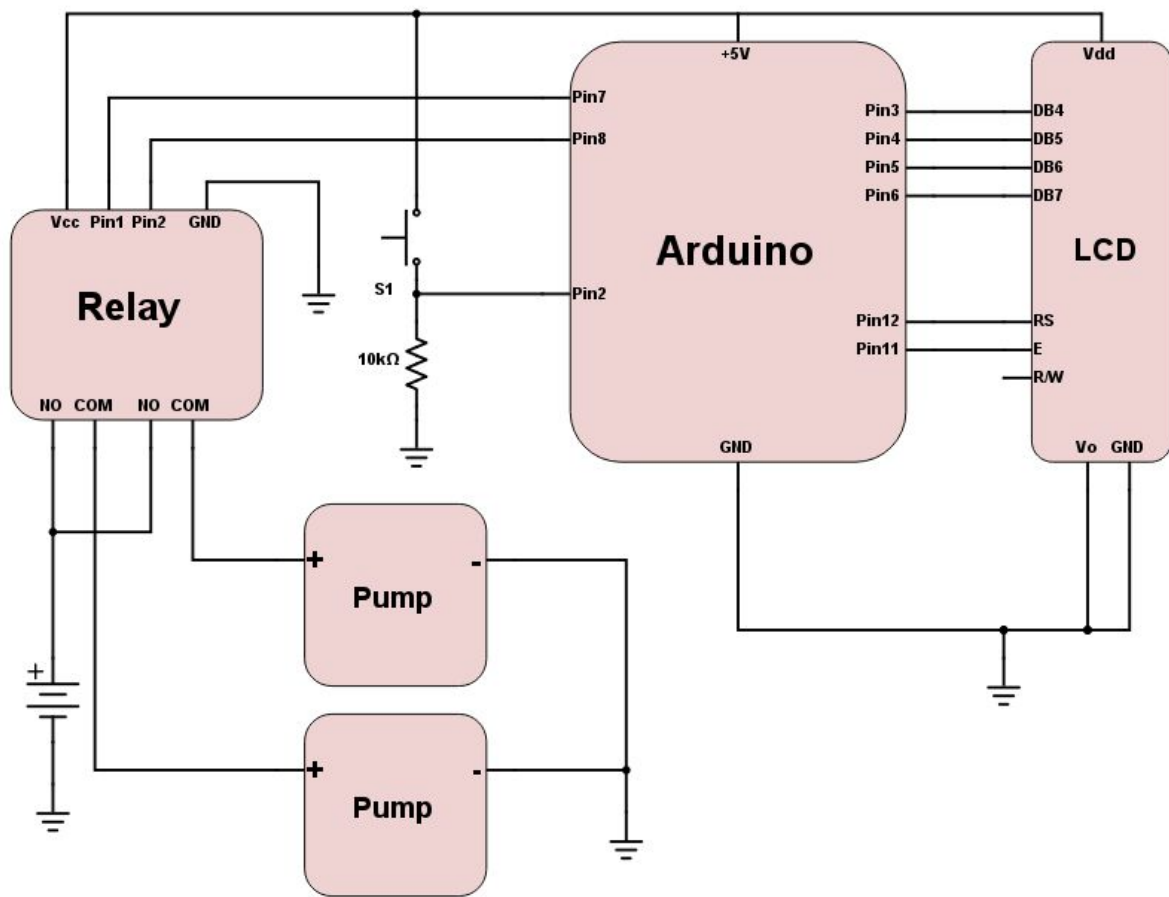 +5V
Vdd
Pin7
Pin8
Pin3
Pin4
Pin5
Pin6
DB4
DB5
DB6
DB7
Vcc Pin1 Pin2 GND
Relay
S1
Pin2
Arduino
LCD
Pin12
Pin11
RS
E
R/W
10kΩ
NO COM NO COM
GND
Vo GND
+ -
Pump
+
+ -
Pump